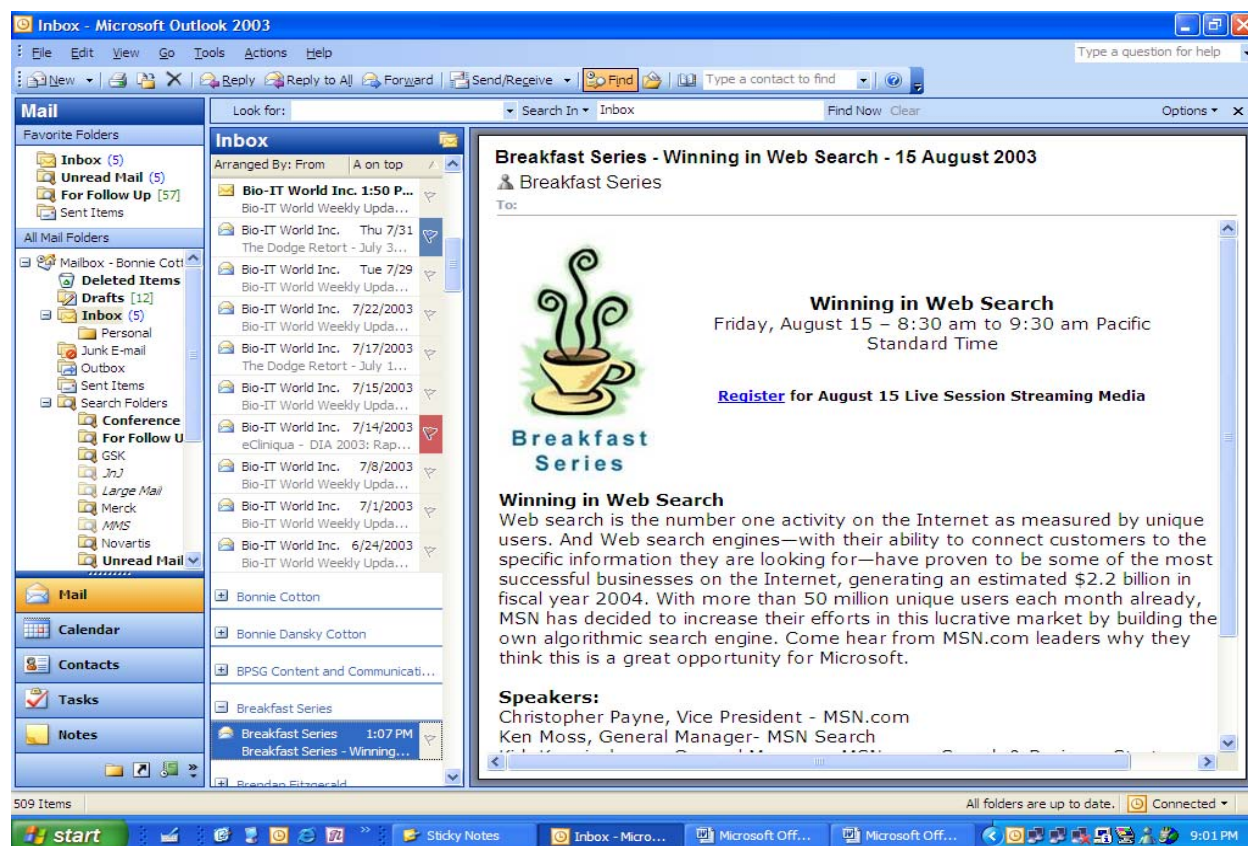 Inbox - Microsoft Outlook 2003
File Edit View Go Tools Actions Help
Type a question for help
New Reply Reply to All Forward Send/Receive Find Type a contact to find
Mail
Look for: Search In Inbox Find Now Clear Options
Favorite Folders
Inbox (5)
Unread Mail (5)
For Follow Up [57]
Sent Items
All Mail Folders
Mailbox - Bonnie Cott
Deleted Items
Drafts [12]
Inbox (5)
Personal
Junk E-mail
Outbox
Sent Items
Search Folders
Conference
For Follow U
GSK
JnJ
Large Mail
Merck
MMS
Novartis
Unread Mail
Mail
Calendar
Contacts
Tasks
Notes
Inbox
Arranged By: From A on top
Bio-IT World Inc. 1:50 P...
Bio-IT World Weekly Upda...
Bio-IT World Inc. Thu 7/31
The Dodge Retort - July 3...
Bio-IT World Inc. Tue 7/29
Bio-IT World Weekly Upda...
Bio-IT World Inc. 7/22/2003
Bio-IT World Weekly Upda...
Bio-IT World Inc. 7/17/2003
The Dodge Retort - July 1...
Bio-IT World Inc. 7/15/2003
Bio-IT World Weekly Upda...
Bio-IT World Inc. 7/14/2003
eCliniqua - DIA 2003: Rap...
Bio-IT World Inc. 7/8/2003
Bio-IT World Weekly Upda...
Bio-IT World Inc. 7/1/2003
Bio-IT World Weekly Upda...
Bio-IT World Inc. 6/24/2003
Bio-IT World Weekly Upda...
Bonnie Cotton
Bonnie Dansky Cotton
BPSG Content and Communicati...
Breakfast Series
Breakfast Series 1:07 PM
Breakfast Series - Winning...
Brendan Fitzgerald
Breakfast Series - Winning in Web Search - 15 August 2003
Breakfast Series
To:
Breakfast
Series
Winning in Web Search
Friday, August 15 – 8:30 am to 9:30 am Pacific
Standard Time
Register for August 15 Live Session Streaming Media
Winning in Web Search
Web search is the number one activity on the Internet as measured by unique
users. And Web search engines—with their ability to connect customers to the
specific information they are looking for—have proven to be some of the most
successful businesses on the Internet, generating an estimated $2.2 billion in
fiscal year 2004. With more than 50 million unique users each month already,
MSN has decided to increase their efforts in this lucrative market by building the
own algorithmic search engine. Come hear from MSN.com leaders why they
think this is a great opportunity for Microsoft.
Speakers:
Christopher Payne, Vice President - MSN.com
Ken Moss, General Manager- MSN Search
509 Items
All folders are up to date. Connected
start Sticky Notes Inbox - Micro... Microsoft Off... Microsoft Off... 9:01 PM